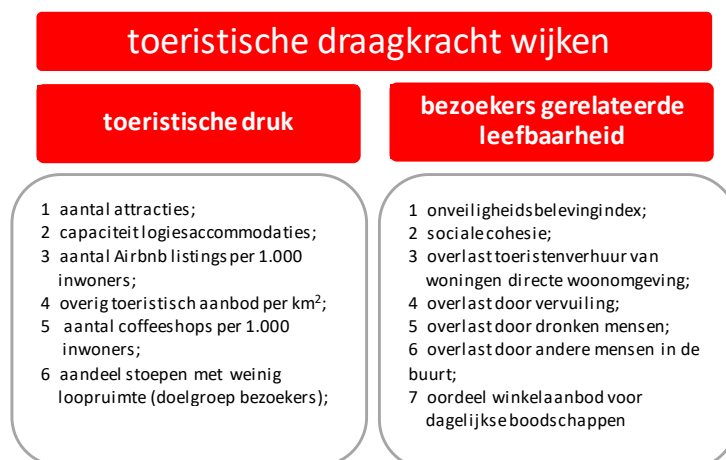 toeristische draagkracht wijken
toeristische druk
1 aantal attracties;
2 capaciteit logiesaccommodaties;
3 aantal Airbnb listings per 1.000
inwoners;
4 overig toeristisch aanbod per km²;
5 aantal coffeeshops per 1.000
inwoners;
6 aandeel stoepen met weinig
loopruimte (doelgroep bezoekers);
bezoekers gerelateerde
leefbaarheid
1 onveiligheidsbelevingindex;
2 sociale cohesie;
3 overlast toeristenverhuur van
woningen directe woonomgeving;
4 overlast door vervuiling;
5 overlast door dronken mensen;
6 overlast door andere mensen in de
buurt;
7 oordeel winkelaanbod voor
dagelijkse boodschappen